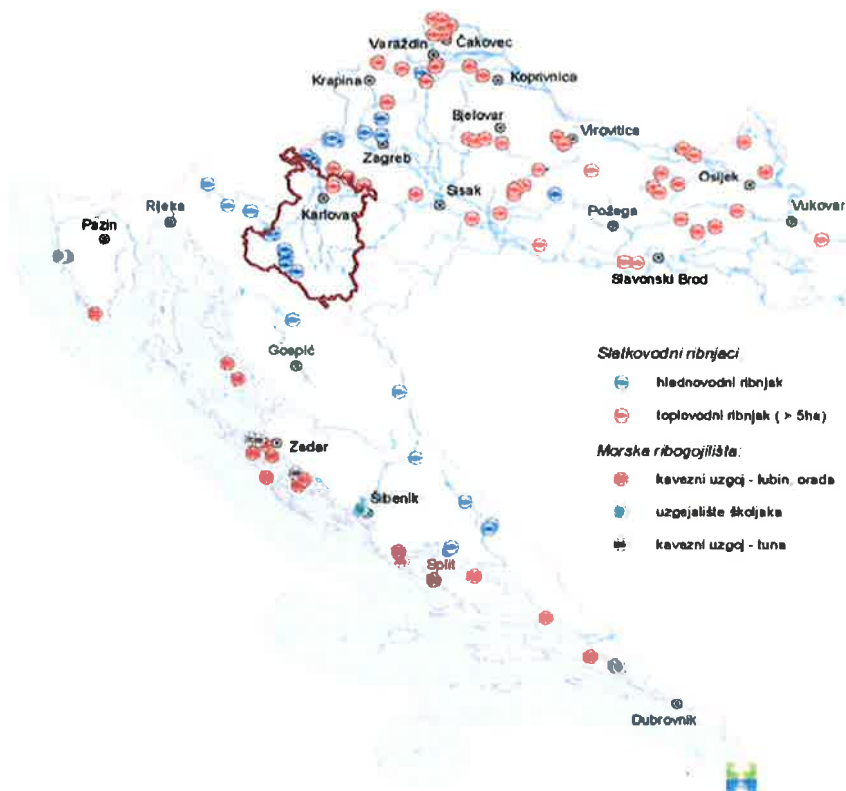 Varaždin
Čakovec
Krapina
Koprivnica
Bjelovar
Virovitica
Zagreb
Osijek
Sisak
Rijeka
Karlovac
Vukovar
Požega
Pazin
Slavonski Brod
Gospić
Slatkovodni ribnjaci
hladnovodni ribnjak
toplovodni ribnjak ( > 5ha)
Zadar
Morska ribogojilišta:
kavezni uzgoj - lubin, orada
Šibenik
uzgajalište školjaka
kavezni uzgoj - tuna
Split
Dubrovnik